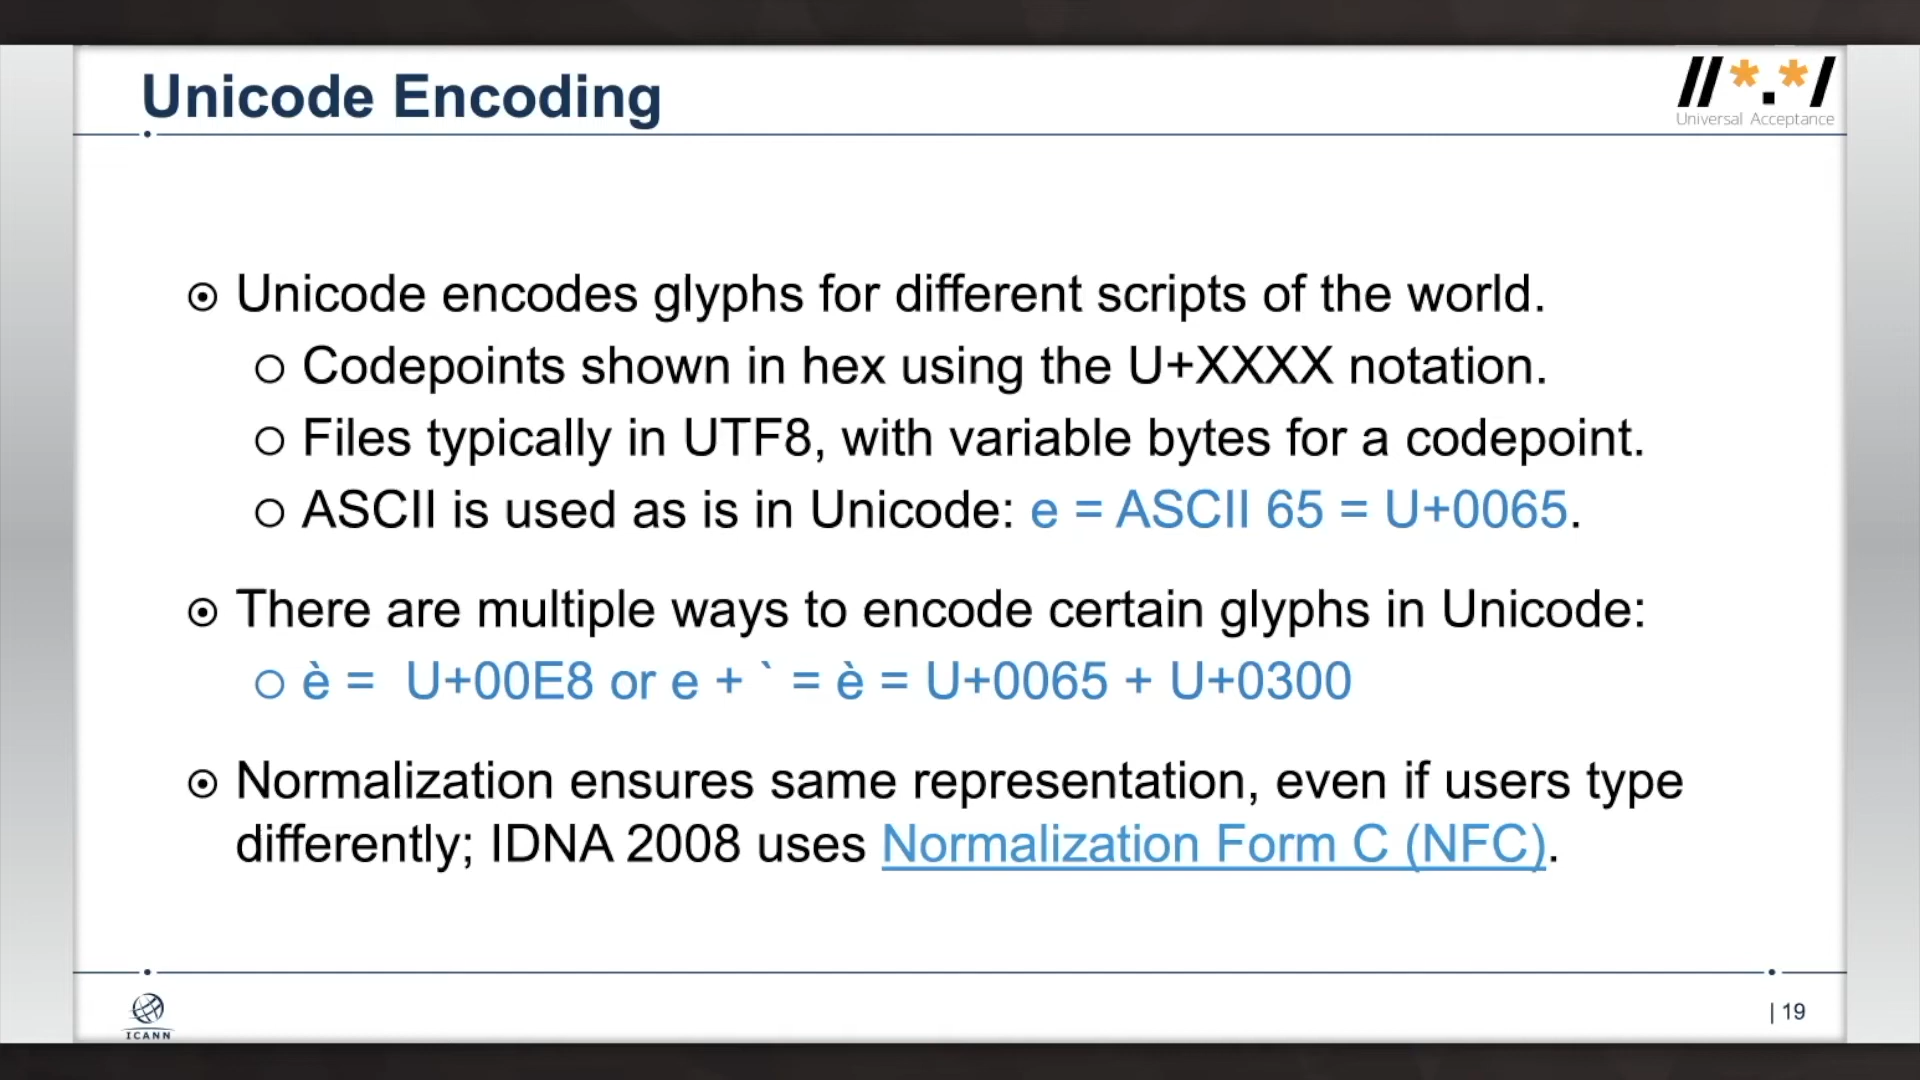 Unicode Encoding
//*.*/
Universal Acceptance
Unicode encodes glyphs for different scripts of the world.
Codepoints shown in hex using the U+XXXX notation.
Files typically in UTF8, with variable bytes for a codepoint.
ASCII is used as is in Unicode: e = ASCII 65 = U+0065.
There are multiple ways to encode certain glyphs in Unicode:
è = U+00E8 or e + ` = è = U+0065 + U+0300
Normalization ensures same representation, even if users type
differently; IDNA 2008 uses Normalization Form C (NFC).
ICANN
| 19